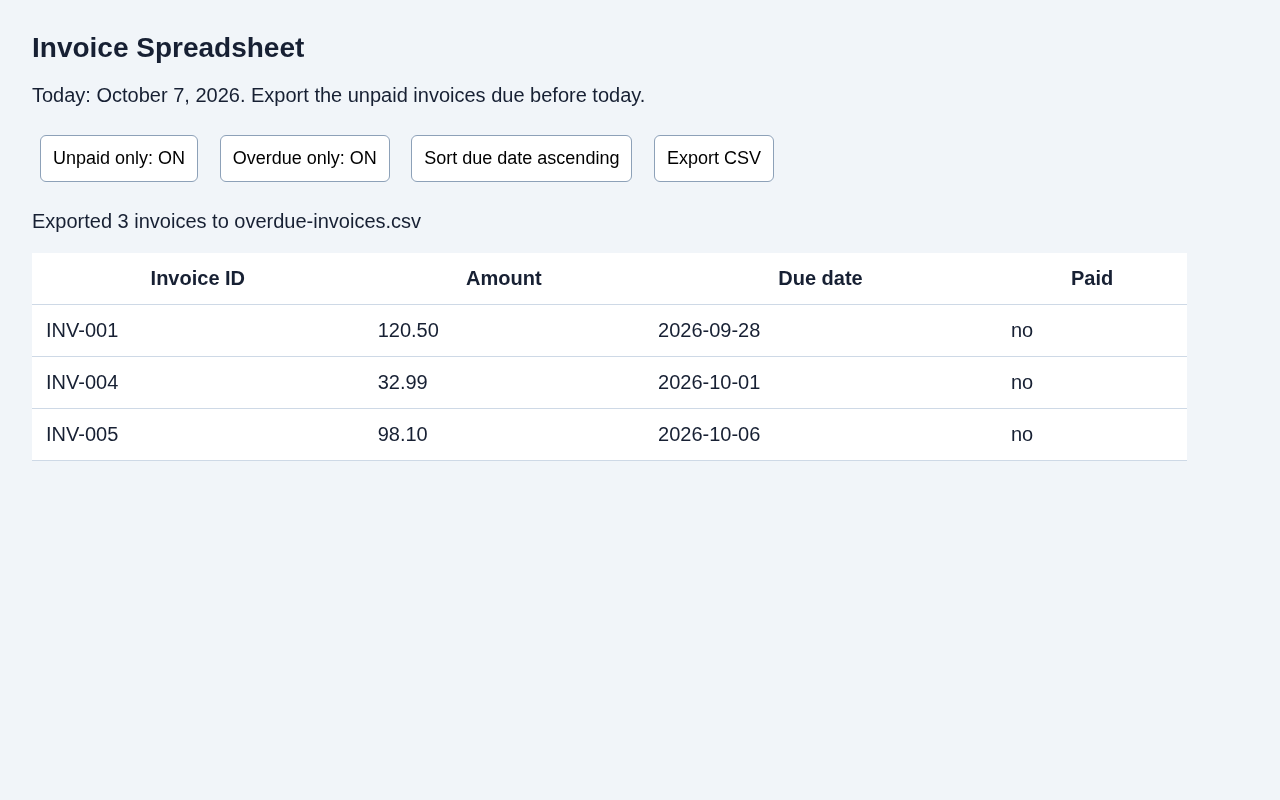 Invoice Spreadsheet
Today: October 7, 2026. Export the unpaid invoices due before today.
Unpaid only: ON Overdue only: ON Sort due date ascending Export CSV
Exported 3 invoices to overdue-invoices.csv
Invoice ID Amount Due date Paid
INV-001 120.50 2026-09-28 no
INV-004 32.99 2026-10-01 no
INV-005 98.10 2026-10-06 no